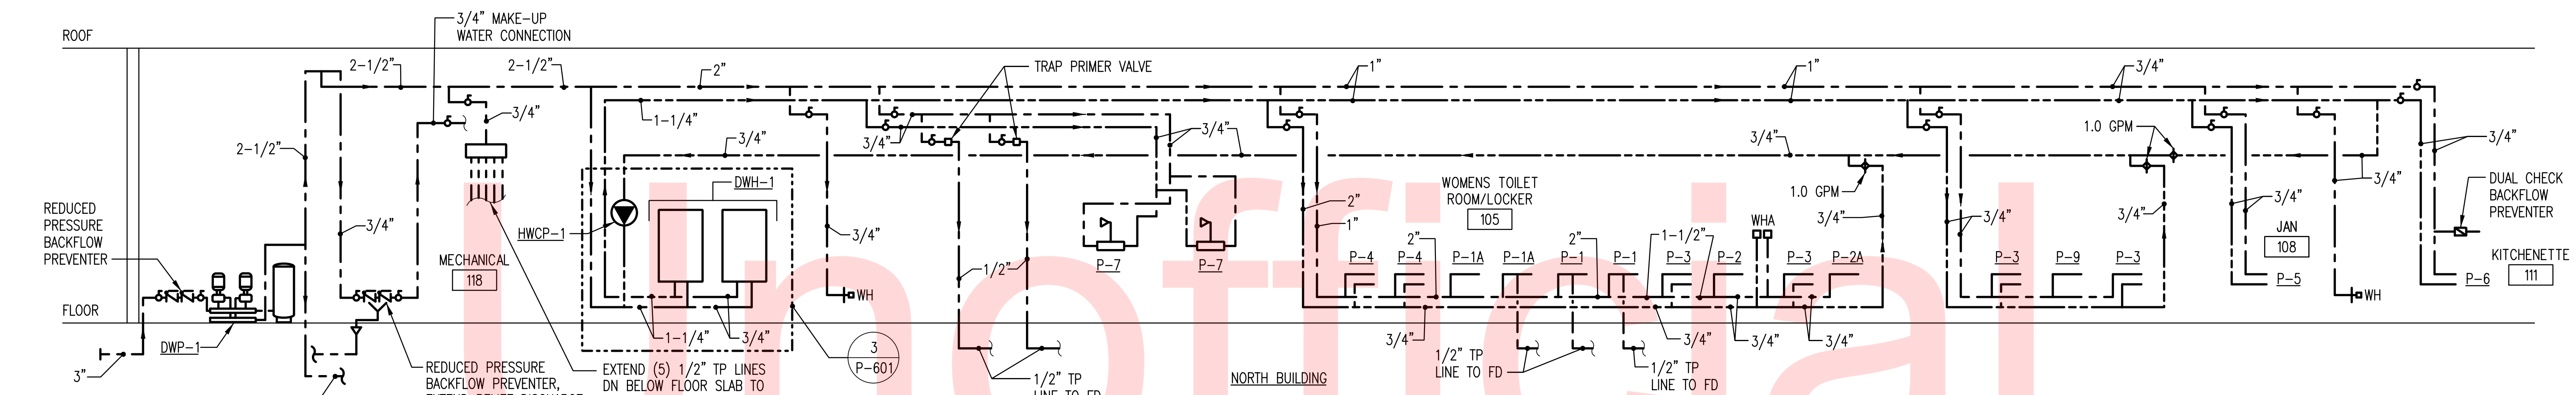 3/4" MAKE-UP
WATER CONNECTION
ROOF
2-1/2"
2-1/2"
2"
TRAP PRIMER VALVE
1"
1"
3/4"
3/4"
1-1/4"
3/4"
3/4"
3/4"
3/4"
1.0 GPM
3/4"
2-1/2"
3/4"
DWH-1
WOMENS TOILET
ROOM/LOCKER
105
1.0 GPM
3/4"
DUAL CHECK
BACKFLOW
PREVENTER
REDUCED
PRESSURE
BACKFLOW
PREVENTER
3/4"
HWCP-1
3/4"
2"
1"
WHA
3/4"
3/4"
3/4"
3/4"
JAN
108
MECHANICAL
118
1/2"
P-7
P-7
P-4
P-4
P-1A
P-1A
P-1
P-1
P-3
P-2
P-3
P-2A
2"
2"
1-1/2"
P-3
P-9
P-3
P-5
P-6
KITCHENETTE
111
WH
WH
FLOOR
DWP-1
1-1/4"
3/4"
3/4"
3/4"
3/4"
3/4"
3"
3
P-601
REDUCED PRESSURE
BACKFLOW PREVENTER,
EXTEND (5) 1/2" TP LINES
DN BELOW FLOOR SLAB TO
1/2" TP
LINE TO FD
NORTH BUILDING
1/2" TP
LINE TO FD
1/2" TP
LINE TO FD
Unofficial